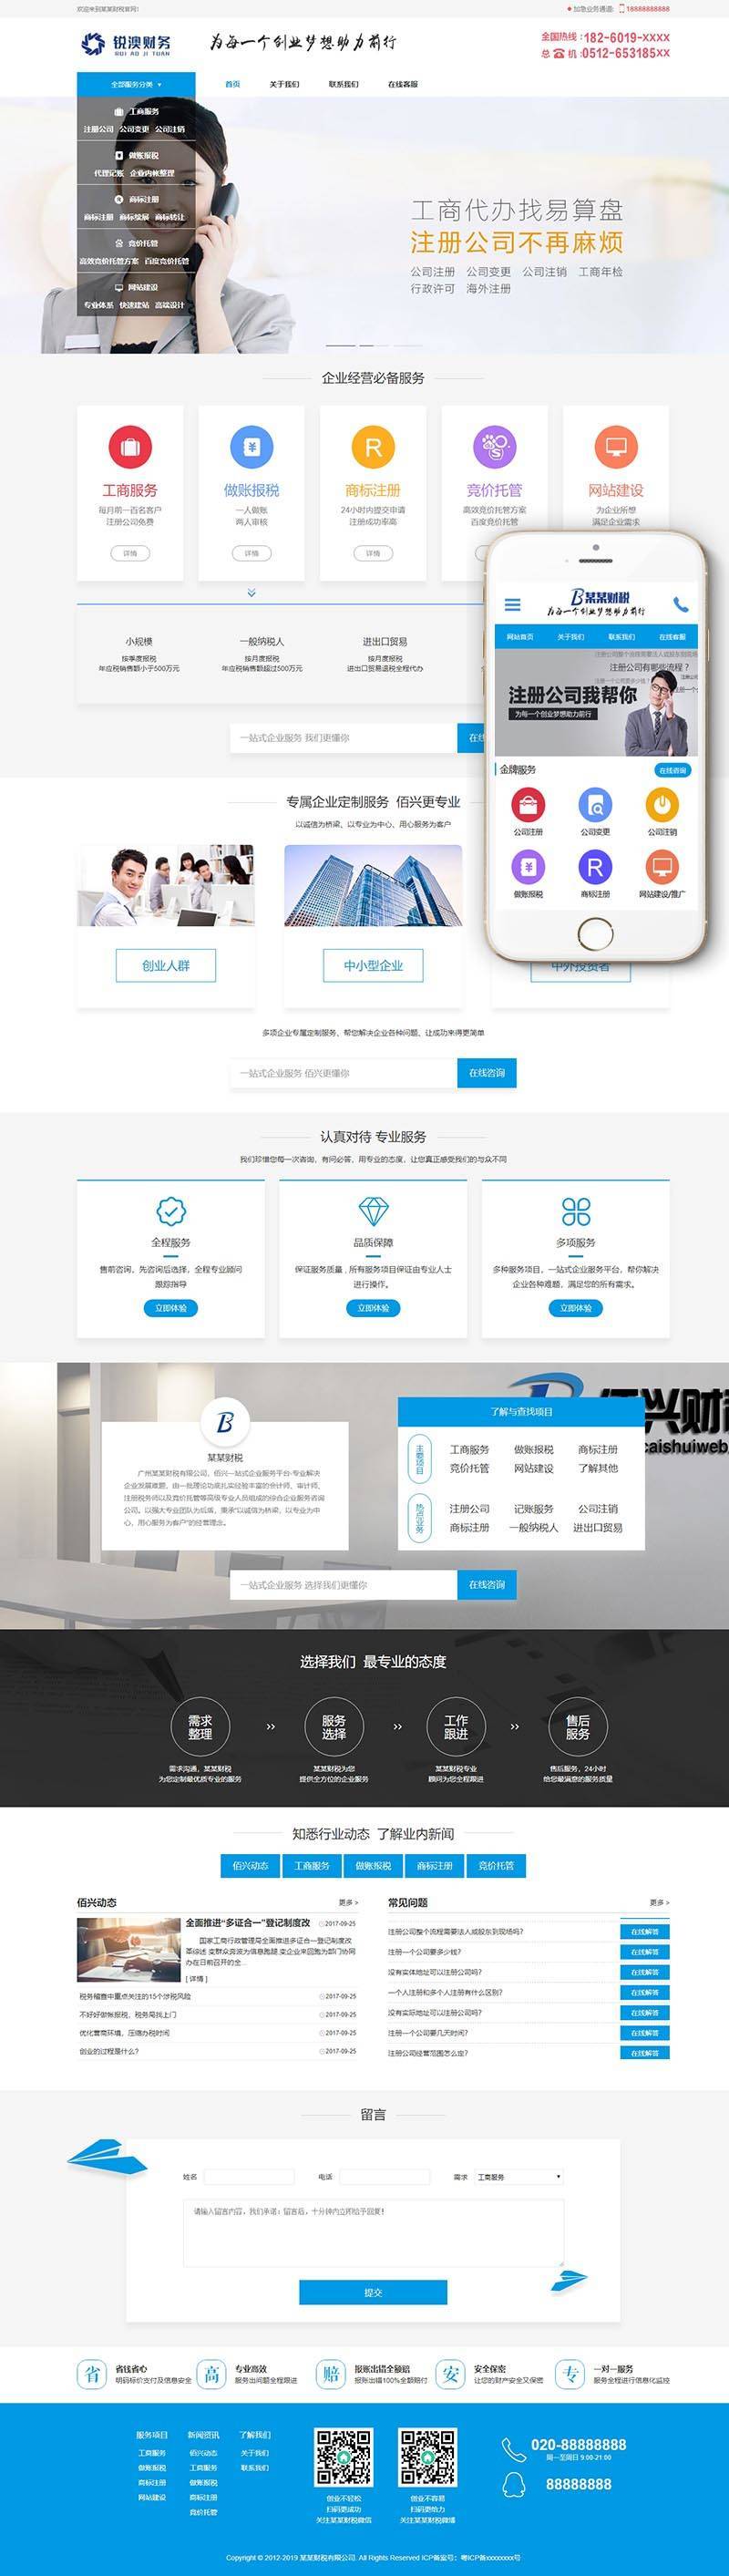 欢迎来到某某财税官网!
加急业务通道: 18888888888
锐澳财务
RUI AO JI TUAN
为每一个创业梦想助力前行
全国热线:182-6019-XXXX
总 机:0512-653185XX
全部服务分类
首页 关于我们 联系我们 在线客服
工商服务
注册公司 公司变更 公司注销
做账报税
代理记账 企业内帐整理
商标注册
商标注册 商标续展 商标转让
竞价托管
高效竞价托管方案 百度竞价托管
网站建设
专业体系 快速建站 高端设计
工商代办找易算盘
注册公司不再麻烦
公司注册 公司变更 公司注销 工商年检
行政许可 海外注册
企业经营必备服务
工商服务
每月前一百名客户
注册公司免费
详情
做账报税
一人做账
两人审核
详情
商标注册
24小时内提交申请
注册成功率高
详情
竞价托管
高效竞价托管方案
百度竞价托管
网站建设
为企业所想
满足企业需求
小规模
按季度报税
年应税销售额小于500万元
一般纳税人
按月度报税
年应税销售额超过500万元
进出口贸易
按月度报税
进出口贸易退税全程代办
一站式企业服务 我们更懂你
在线
某某财税
为每一个创业梦想助力前行
网站首页 关于我们 联系我们 在线客服
注册公司整个流程需要法人或股东到现场
注册公司有哪些流程?
注册一个公司要多少钱?
注册公司我帮你
为每一个创业梦想助力前行
金牌服务
在线咨询
公司注册 公司变更 公司注销
做账报税 商标注册 网站建设/推广
专属企业定制服务 佰兴更专业
以诚信为桥梁、以专业为中心、用心服务为客户
创业人群
中小型企业
中外投资者
多项企业专属定制服务、帮您解决企业各种问题、让成功来得更简单
一站式企业服务 佰兴更懂你
在线咨询
认真对待 专业服务
我们珍惜您每一次咨询、有问必答、用专业的态度、让您真正感受我们的与众不同
全程服务
售前咨询、先咨询后选择，全程专业顾问
跟踪指导
立即体验
品质保障
保证服务质量，所有服务项目保证由专业人士
进行操作。
立即体验
多项服务
多种服务项目、一站式企业服务平台，帮你解决
企业各种难题、满足您的所有需求。
立即体验
某某财税
广州某某财税有限公司，佰兴一站式企业服务平台-专业解决
企业发展难题，由一批理论功底扎实经验丰富的会计师、审计师、
注册税务师以及竞价托管等高级专业人员组成的综合企业服务咨询
公司。以强大专业团队为后盾，秉承"以诚信为桥梁，以专业为中
心，用心服务为客户"的经营理念。
兴财
caishuiweb
了解与查找项目
主要项目
工商服务 做账报税 商标注册
竞价托管 网站建设 了解其他
热点业务
注册公司 记账服务 公司注销
商标注册 一般纳税人 进出口贸易
一站式企业服务 选择我们更懂你
在线咨询
选择我们 最专业的态度
需求
整理
服务
选择
工作
跟进
售后
服务
需求沟通，某某财税
为您定制最优质专业的服务
某某财税为您
提供全方位的企业服务
某某财税专业
顾问为您全程跟进
售后服务，24小时
给您最满意的服务质量
知悉行业动态 了解业内新闻
佰兴动态 工商服务 做账报税 商标注册 竞价托管
佰兴动态
更多 >
全面推进"多证合一"登记制度改 2017-09-25
国家工商行政管理局全面推进多证合一登记制度改
[ 详情 ]
税务稽查中重点关注的15个涉税风险 2017-09-25
不好好做帐报税，税务局找上门 2017-09-25
优化营商环境，压缩办税时间 2017-09-25
创业的过程是什么? 2017-09-25
常见问题
更多 >
注册公司整个流程需要法人或股东到现场吗? 在线解答
注册一个公司要多少钱? 在线解答
没有实体地址可以注册公司吗? 在线解答
一个人注册和多个人注册有什么区别? 在线解答
没有实际地址可以注册公司吗? 在线解答
注册一个公司要几天时间? 在线解答
注册公司经营范围怎么定? 在线解答
留言
姓名 电话 需求 工商服务
请输入留言内容，我们承诺：留言后，十分钟内立即给予回复!
提交
省 省钱省心
明码标价支付及信息安全
高 专业高效
服务出问题全程跟进
赔 报账出错全额赔
报账出错100%全额赔付
安 安全保密
让您的财产安全又保密
专 一对一服务
服务全程进行信息化监控
服务项目 新闻资讯 了解我们
工商服务 佰兴动态 关于我们
做账报税 工商服务 联系我们
商标注册 做账报税
网站建设 商标注册
竞价托管
创业不轻松
扫码更成功
关注某某财税微信
创业不容易
扫码更给力
关注某某财税微博
020-88888888
周一至周日 9:00-21:00
88888888
Copyright © 2012-2019 某某财税有限公司. All Rights Reserved ICP备案号：粤ICP备xxxxxxxx号